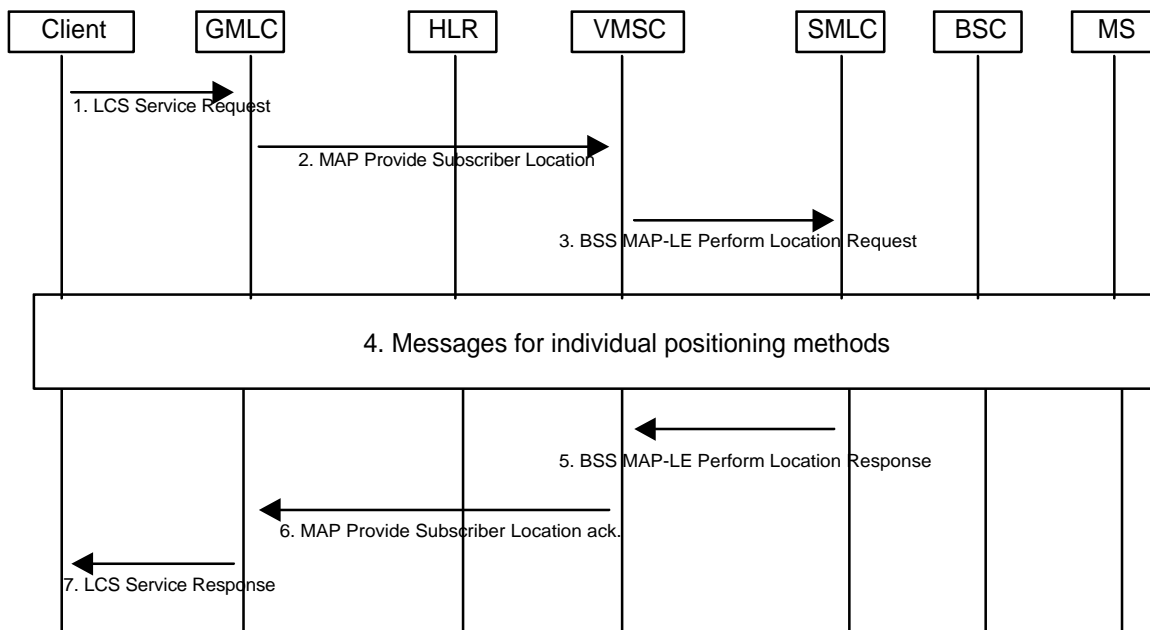 Client GMLC HLR VMSC SMLC BSC MS
1. LCS Service Request
2. MAP Provide Subscriber Location
3. BSS MAP-LE Perform Location Request
4. Messages for individual positioning methods
5. BSS MAP-LE Perform Location Response
6. MAP Provide Subscriber Location ack.
7. LCS Service Response